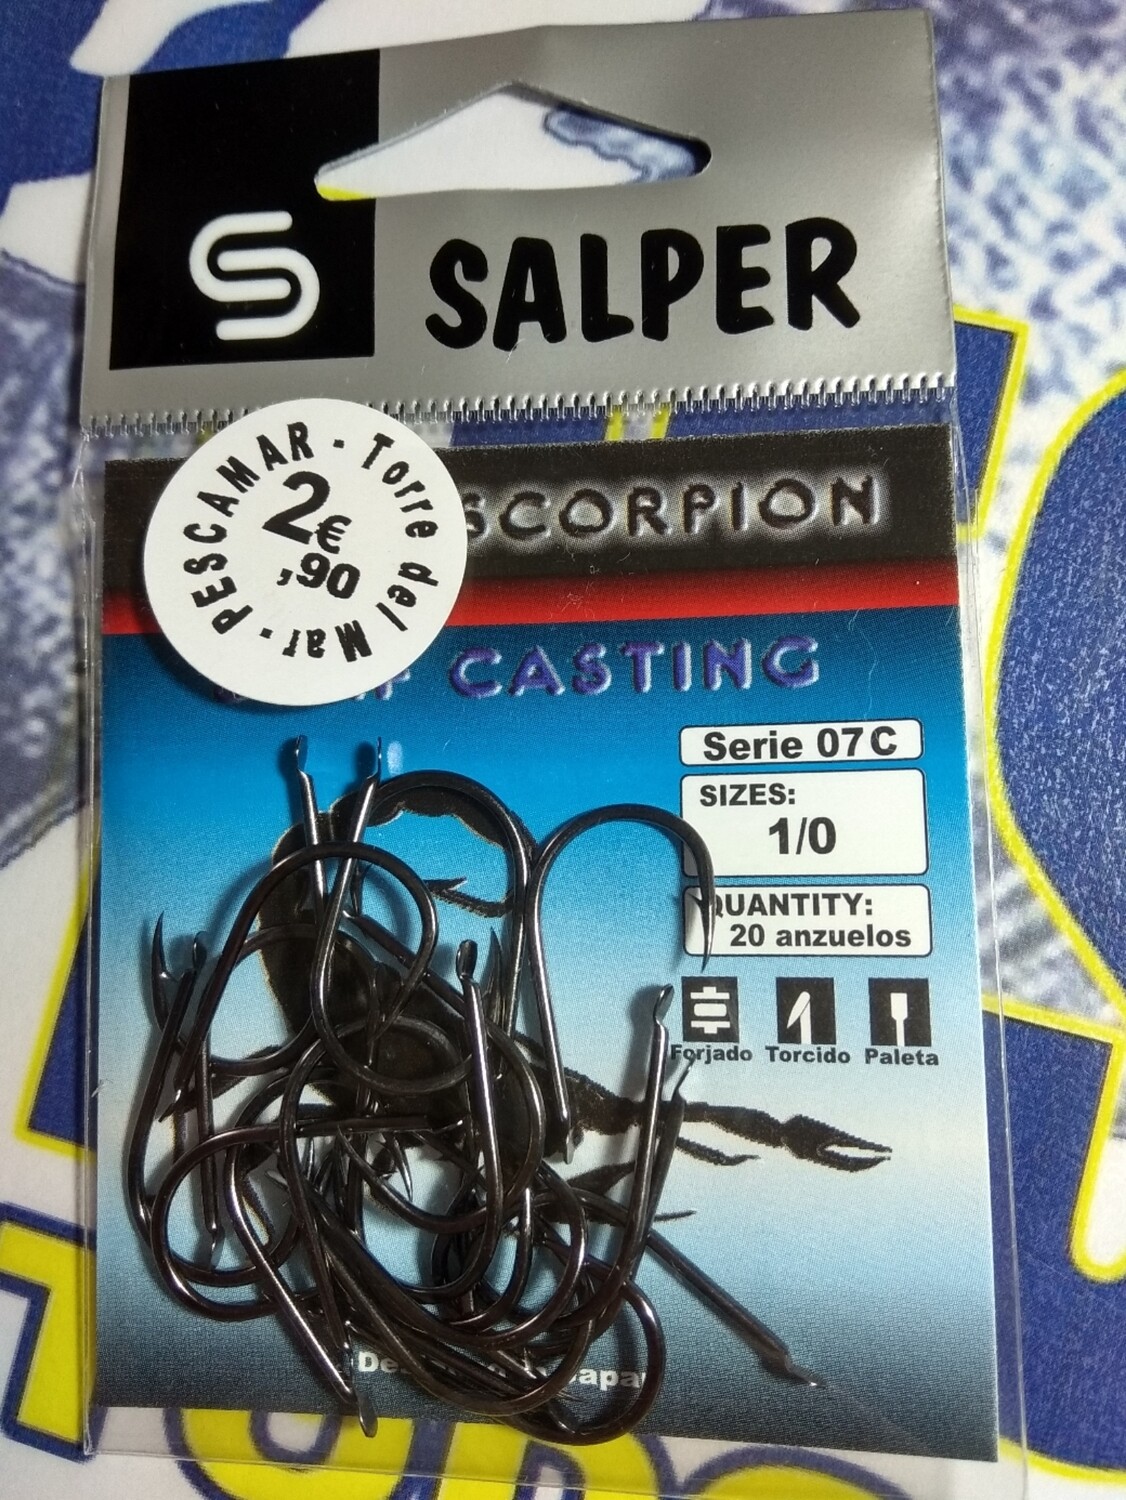 SALPER
PESCAMAR - Torre del Mar -
2€
,90
SCORPION
CASTING
Serie 07C
SIZES:
1/0
QUANTITY:
20 anzuelos
Forjado Torcido Paleta